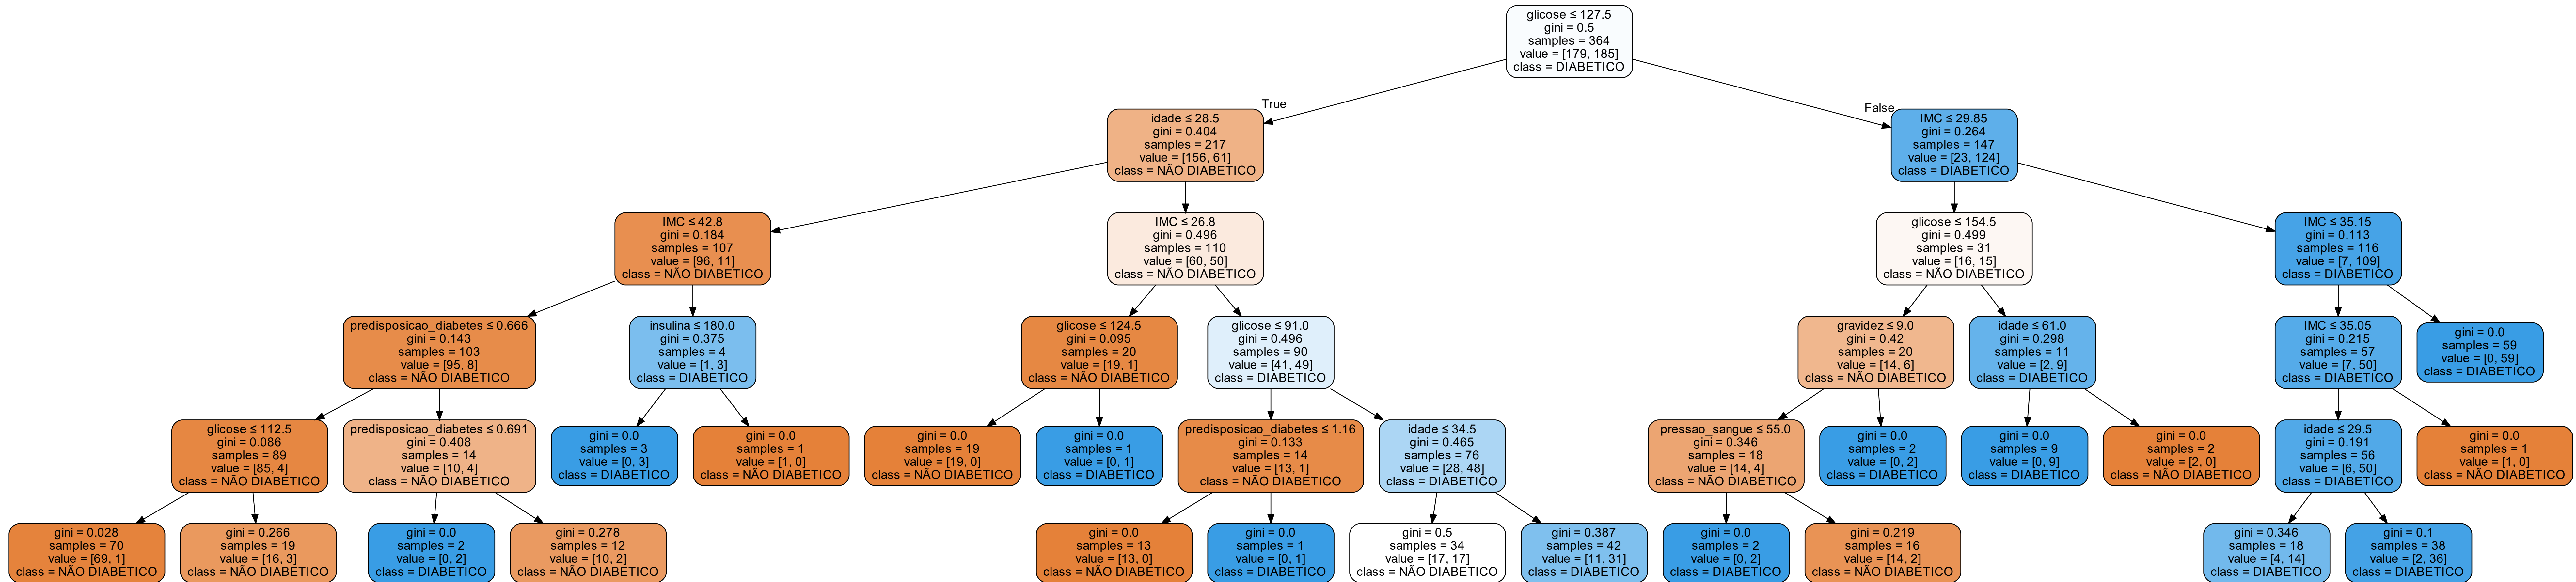 glicose ≤ 127.5
gini = 0.5
samples = 364
value = [179, 185]
class = DIABETICO
True
False
idade ≤ 28.5
gini = 0.404
samples = 217
value = [156, 61]
class = NÃO DIABETICO
IMC ≤ 29.85
gini = 0.264
samples = 147
value = [23, 124]
class = DIABETICO
IMC ≤ 42.8
gini = 0.184
samples = 107
value = [96, 11]
class = NÃO DIABETICO
IMC ≤ 26.8
gini = 0.496
samples = 110
value = [60, 50]
class = NÃO DIABETICO
glicose ≤ 154.5
gini = 0.499
samples = 31
value = [16, 15]
class = NÃO DIABETICO
IMC ≤ 35.15
gini = 0.113
samples = 116
value = [7, 109]
class = DIABETICO
predisposicao_diabetes ≤ 0.666
gini = 0.143
samples = 103
value = [95, 8]
class = NÃO DIABETICO
insulina ≤ 180.0
gini = 0.375
samples = 4
value = [1, 3]
class = DIABETICO
glicose ≤ 124.5
gini = 0.095
samples = 20
value = [19, 1]
class = NÃO DIABETICO
glicose ≤ 91.0
gini = 0.496
samples = 90
value = [41, 49]
class = DIABETICO
gravidez ≤ 9.0
gini = 0.42
samples = 20
value = [14, 6]
class = NÃO DIABETICO
idade ≤ 61.0
gini = 0.298
samples = 11
value = [2, 9]
class = DIABETICO
IMC ≤ 35.05
gini = 0.215
samples = 57
value = [7, 50]
class = DIABETICO
gini = 0.0
samples = 59
value = [0, 59]
class = DIABETICO
glicose ≤ 112.5
gini = 0.086
samples = 89
value = [85, 4]
class = NÃO DIABETICO
predisposicao_diabetes ≤ 0.691
gini = 0.408
samples = 14
value = [10, 4]
class = NÃO DIABETICO
gini = 0.0
samples = 3
value = [0, 3]
class = DIABETICO
gini = 0.0
samples = 1
value = [1, 0]
class = NÃO DIABETICO
gini = 0.0
samples = 19
value = [19, 0]
class = NÃO DIABETICO
gini = 0.0
samples = 1
value = [0, 1]
class = DIABETICO
predisposicao_diabetes ≤ 1.16
gini = 0.133
samples = 14
value = [13, 1]
class = NÃO DIABETICO
idade ≤ 34.5
gini = 0.465
samples = 76
value = [28, 48]
class = DIABETICO
pressao_sangue ≤ 55.0
gini = 0.346
samples = 18
value = [14, 4]
class = NÃO DIABETICO
gini = 0.0
samples = 2
value = [0, 2]
class = DIABETICO
gini = 0.0
samples = 9
value = [0, 9]
class = DIABETICO
gini = 0.0
samples = 2
value = [2, 0]
class = NÃO DIABETICO
idade ≤ 29.5
gini = 0.191
samples = 56
value = [6, 50]
class = DIABETICO
gini = 0.0
samples = 1
value = [1, 0]
class = NÃO DIABETICO
gini = 0.028
samples = 70
value = [69, 1]
class = NÃO DIABETICO
gini = 0.266
samples = 19
value = [16, 3]
class = NÃO DIABETICO
gini = 0.0
samples = 2
value = [0, 2]
class = DIABETICO
gini = 0.278
samples = 12
value = [10, 2]
class = NÃO DIABETICO
gini = 0.0
samples = 13
value = [13, 0]
class = NÃO DIABETICO
gini = 0.0
samples = 1
value = [0, 1]
class = DIABETICO
gini = 0.5
samples = 34
value = [17, 17]
class = NÃO DIABETICO
gini = 0.387
samples = 42
value = [11, 31]
class = DIABETICO
gini = 0.0
samples = 2
value = [0, 2]
class = DIABETICO
gini = 0.219
samples = 16
value = [14, 2]
class = NÃO DIABETICO
gini = 0.346
samples = 18
value = [4, 14]
class = DIABETICO
gini = 0.1
samples = 38
value = [2, 36]
class = DIABETICO